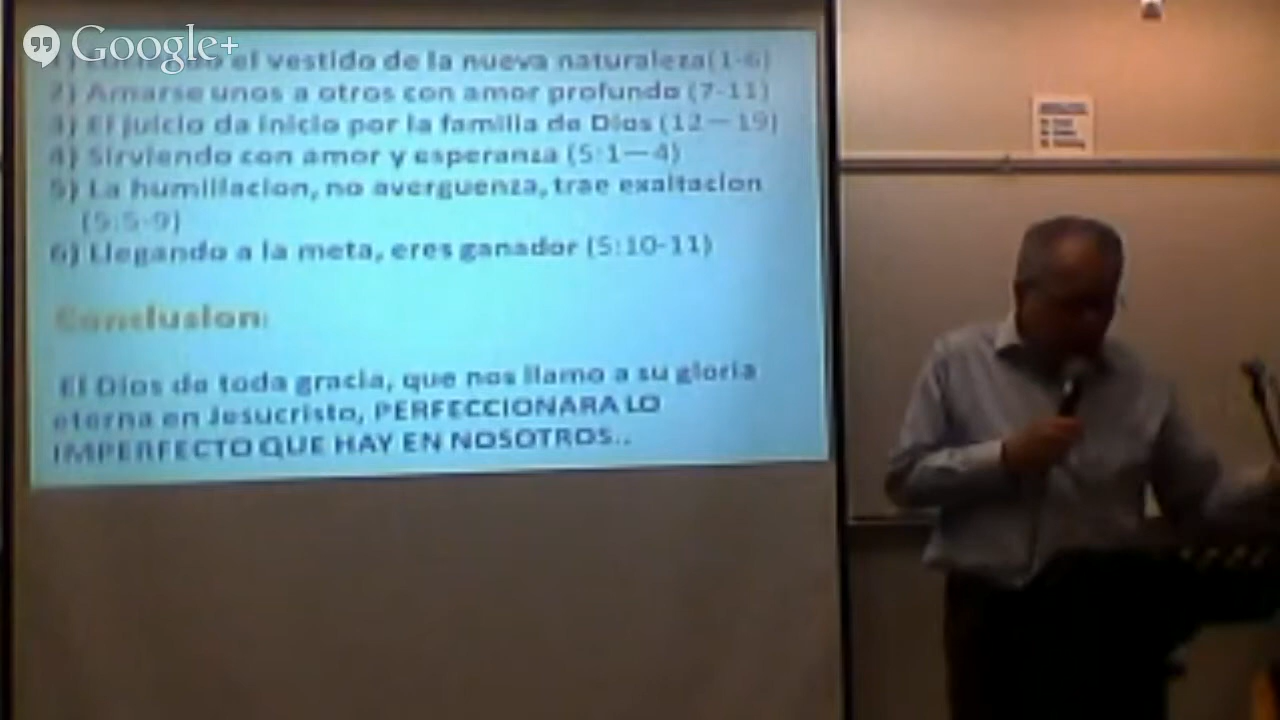 Google+
el vestido de la nueva naturaleza(1-6)
2) Amarse unos a otros con amor profundo (7-11)
3) El juicio da inicio por la familia de Dios (12—19)
4) Sirviendo con amor y esperanza (5:1—4)
5) La humillacion, no averguenza, trae exaltacion
(5:5-9)
6) Llegando a la meta, eres ganador (5:10-11)
Conclusion:
El Dios de toda gracia, que nos llamo a su gloria
eterna en Jesucristo, PERFECCIONARA LO
IMPERFECTO QUE HAY EN NOSOTROS..